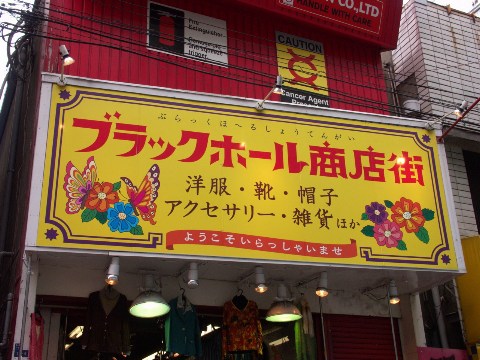 CO.,LTD
HANDLE WITH CARE
CAUTION
Cancer Agent
ぶらっくほーるしょうてんがい
ブラックホール商店街
洋服・靴・帽子
アクセサリー・雑貨 ほか
ようこそいらっしゃいませ